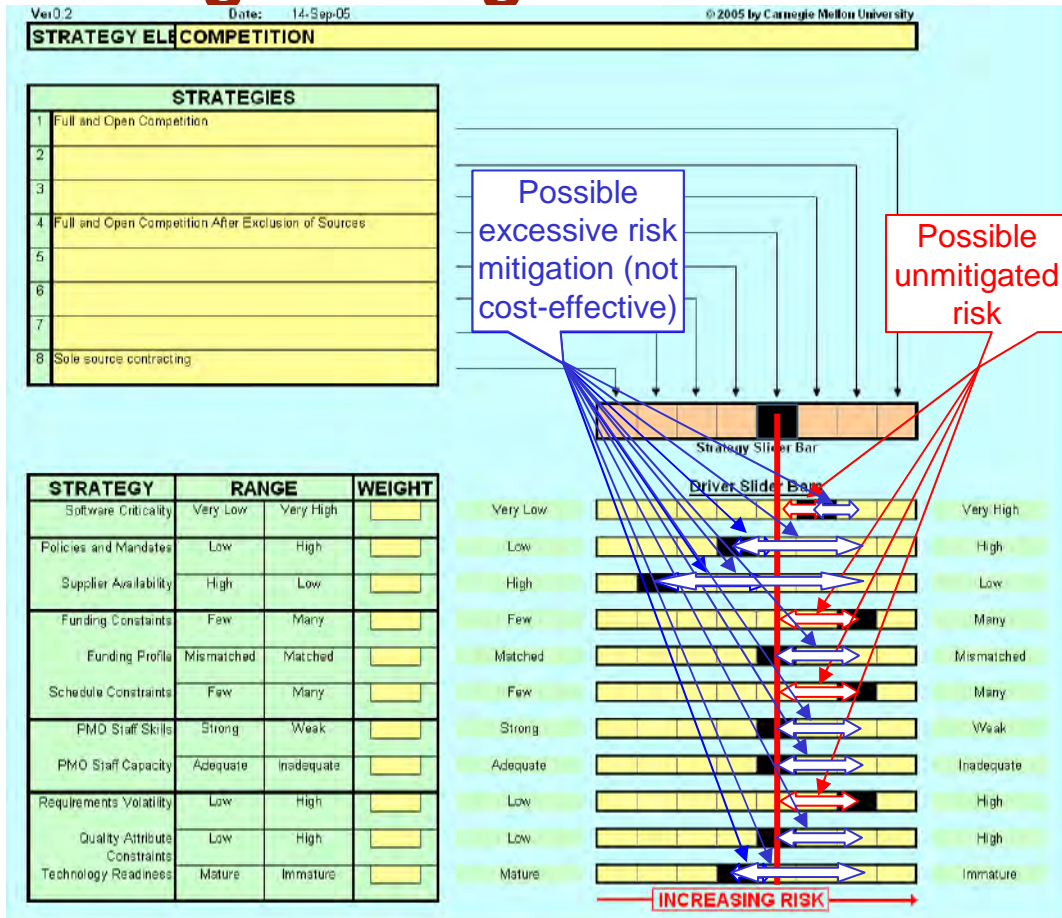 Ver0.2 Date: 14-Sep-05 © 2005 by Carnegie Mellon University
STRATEGY ELE COMPETITION
STRATEGIES
1 Full and Open Competition
2
3
4 Full and Open Competition After Exclusion of Sources
5
6
7
8 Sole source contracting
Possible
excessive risk
mitigation (not
cost-effective)
Possible
unmitigated
risk
Strategy Slider Bar
Driver Slider Bars
STRATEGY RANGE WEIGHT
Software Criticality Very Low Very High Very Low Very High
Policies and Mandates Low High Low High
Supplier Availability High Low High Low
Funding Constaints Few Many Few Many
Funding Profile Mismatched Matched Matched Mismatched
Schedule Constraints Few Many Few Many
PMO Staff Skills Strong Weak Strong Weak
PMO Staff Capacity Adequate Inadequate Adequate Inadequate
Requirements Volatility Low High Low High
Quality Attribute
Constraints Low High Low High
Technology Readiness Mature Immature Mature Immature
INCREASING RISK